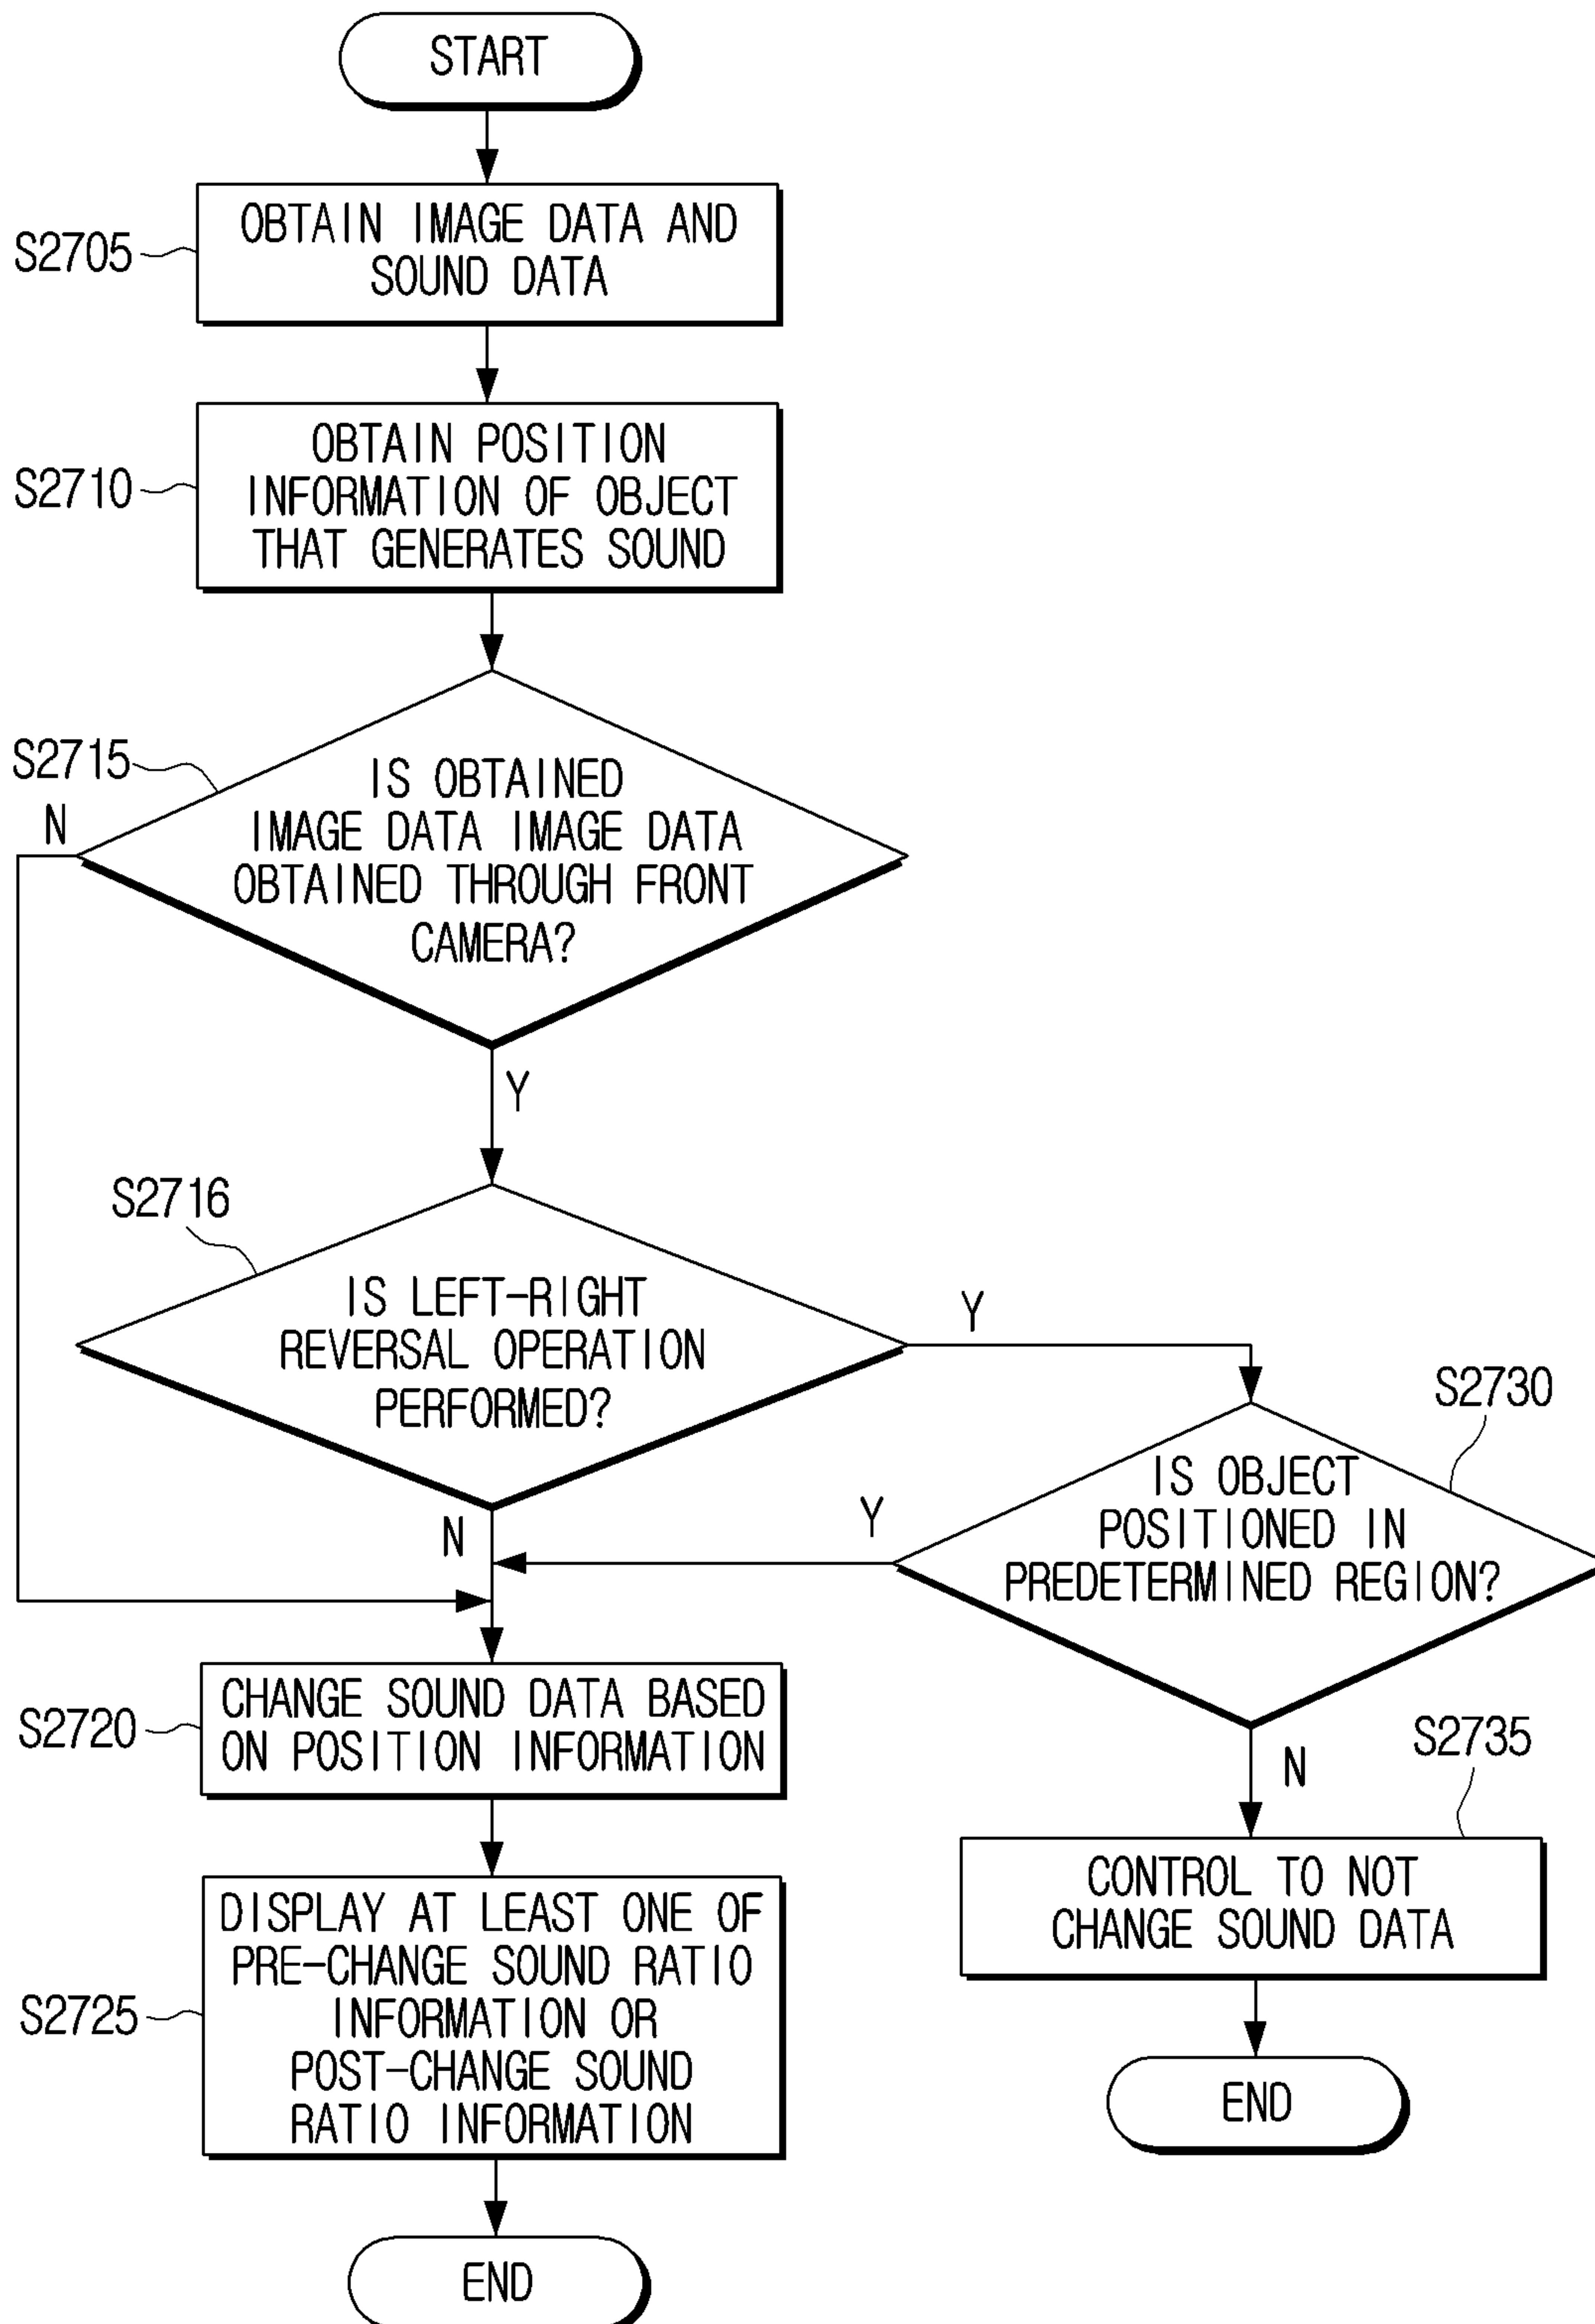 START
S2705
OBTAIN IMAGE DATA AND
SOUND DATA
S2710
OBTAIN POSITION
INFORMATION OF OBJECT
THAT GENERATES SOUND
S2715
IS OBTAINED
IMAGE DATA IMAGE DATA
OBTAINED THROUGH FRONT
CAMERA?
N
Y
S2716
IS LEFT-RIGHT
REVERSAL OPERATION
PERFORMED?
Y
N
S2730
IS OBJECT
POSITIONED IN
PREDETERMINED REGION?
Y
N
S2720
CHANGE SOUND DATA BASED
ON POSITION INFORMATION
S2725
DISPLAY AT LEAST ONE OF
PRE-CHANGE SOUND RATIO
INFORMATION OR
POST-CHANGE SOUND
RATIO INFORMATION
END
S2735
CONTROL TO NOT
CHANGE SOUND DATA
END